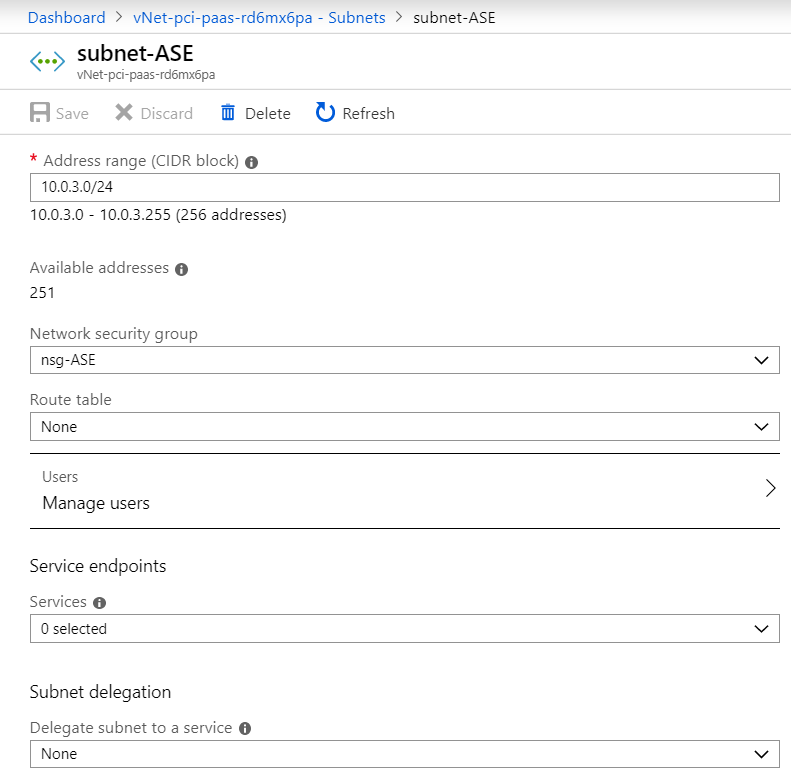 Dashboard > vNet-pci-paas-rd6mx6pa - Subnets > subnet-ASE
subnet-ASE
vNet-pci-paas-rd6mx6pa
Save Discard Delete Refresh
* Address range (CIDR block)
10.0.3.0/24
10.0.3.0 - 10.0.3.255 (256 addresses)
Available addresses
251
Network security group
nsg-ASE
Route table
None
Users
Manage users
Service endpoints
Services
0 selected
Subnet delegation
Delegate subnet to a service
None